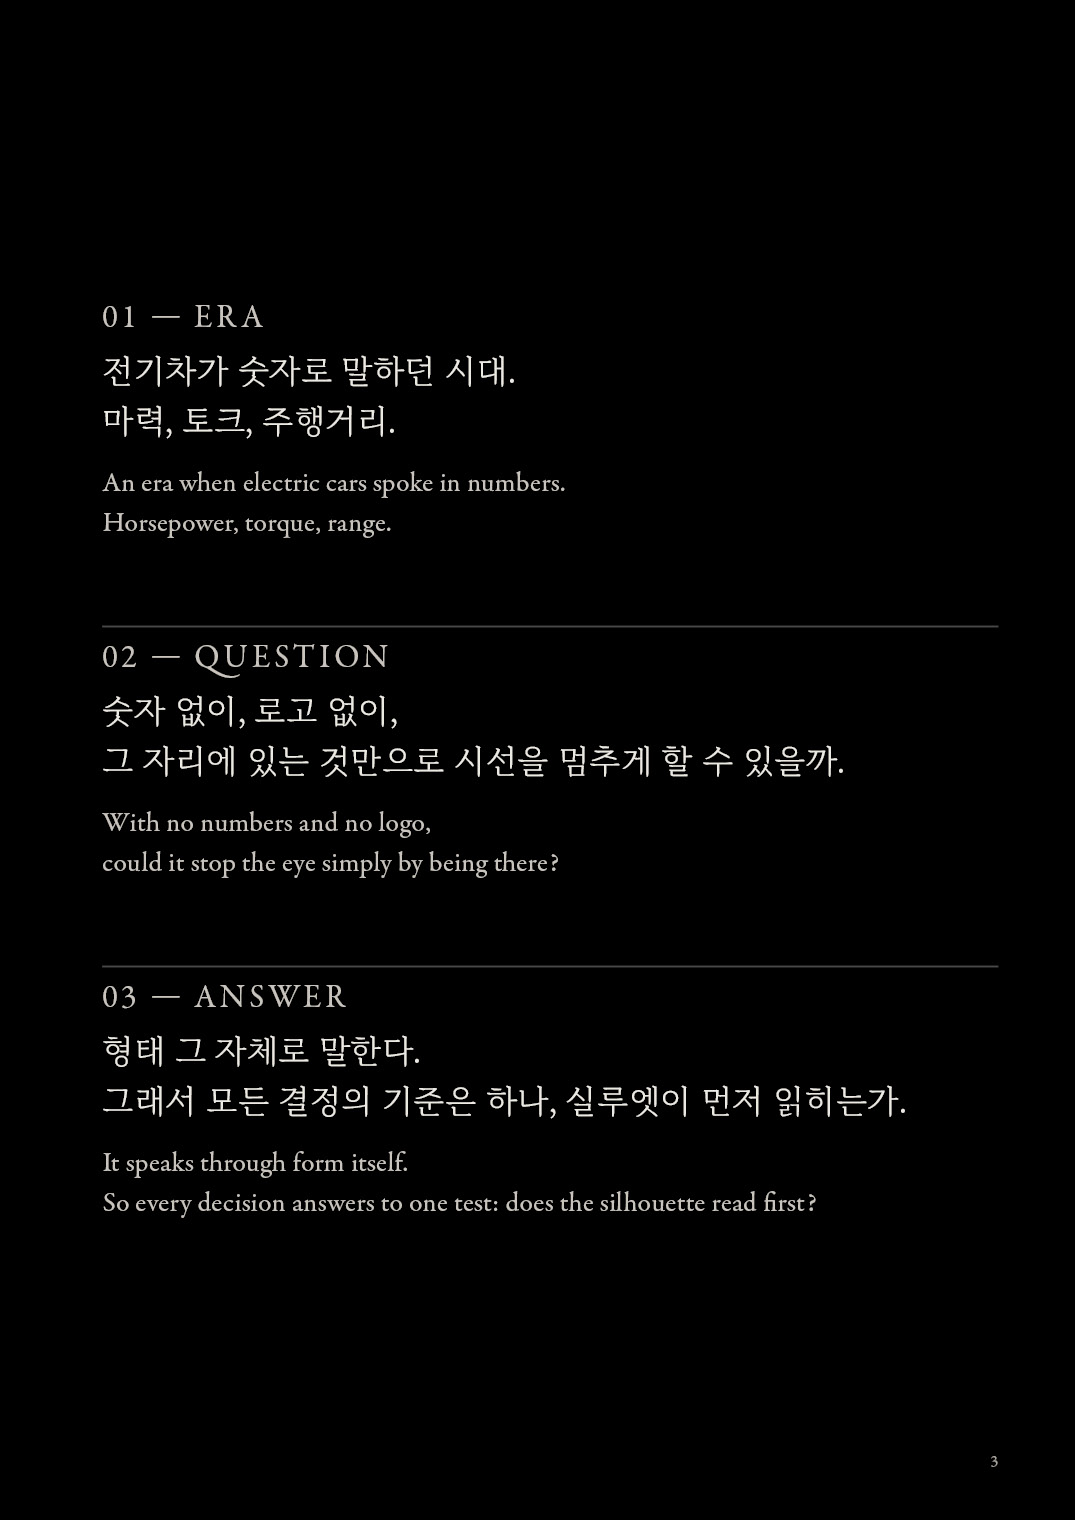 01 — ERA
전기차가 숫자로 말하던 시대.
마력, 토크, 주행거리.
An era when electric cars spoke in numbers.
Horsepower, torque, range.
02 — QUESTION
숫자 없이, 로고 없이,
그 자리에 있는 것만으로 시선을 멈추게 할 수 있을까.
With no numbers and no logo,
could it stop the eye simply by being there?
03 — ANSWER
형태 그 자체로 말한다.
그래서 모든 결정의 기준은 하나, 실루엣이 먼저 읽히는가.
It speaks through form itself.
So every decision answers to one test: does the silhouette read first?
3